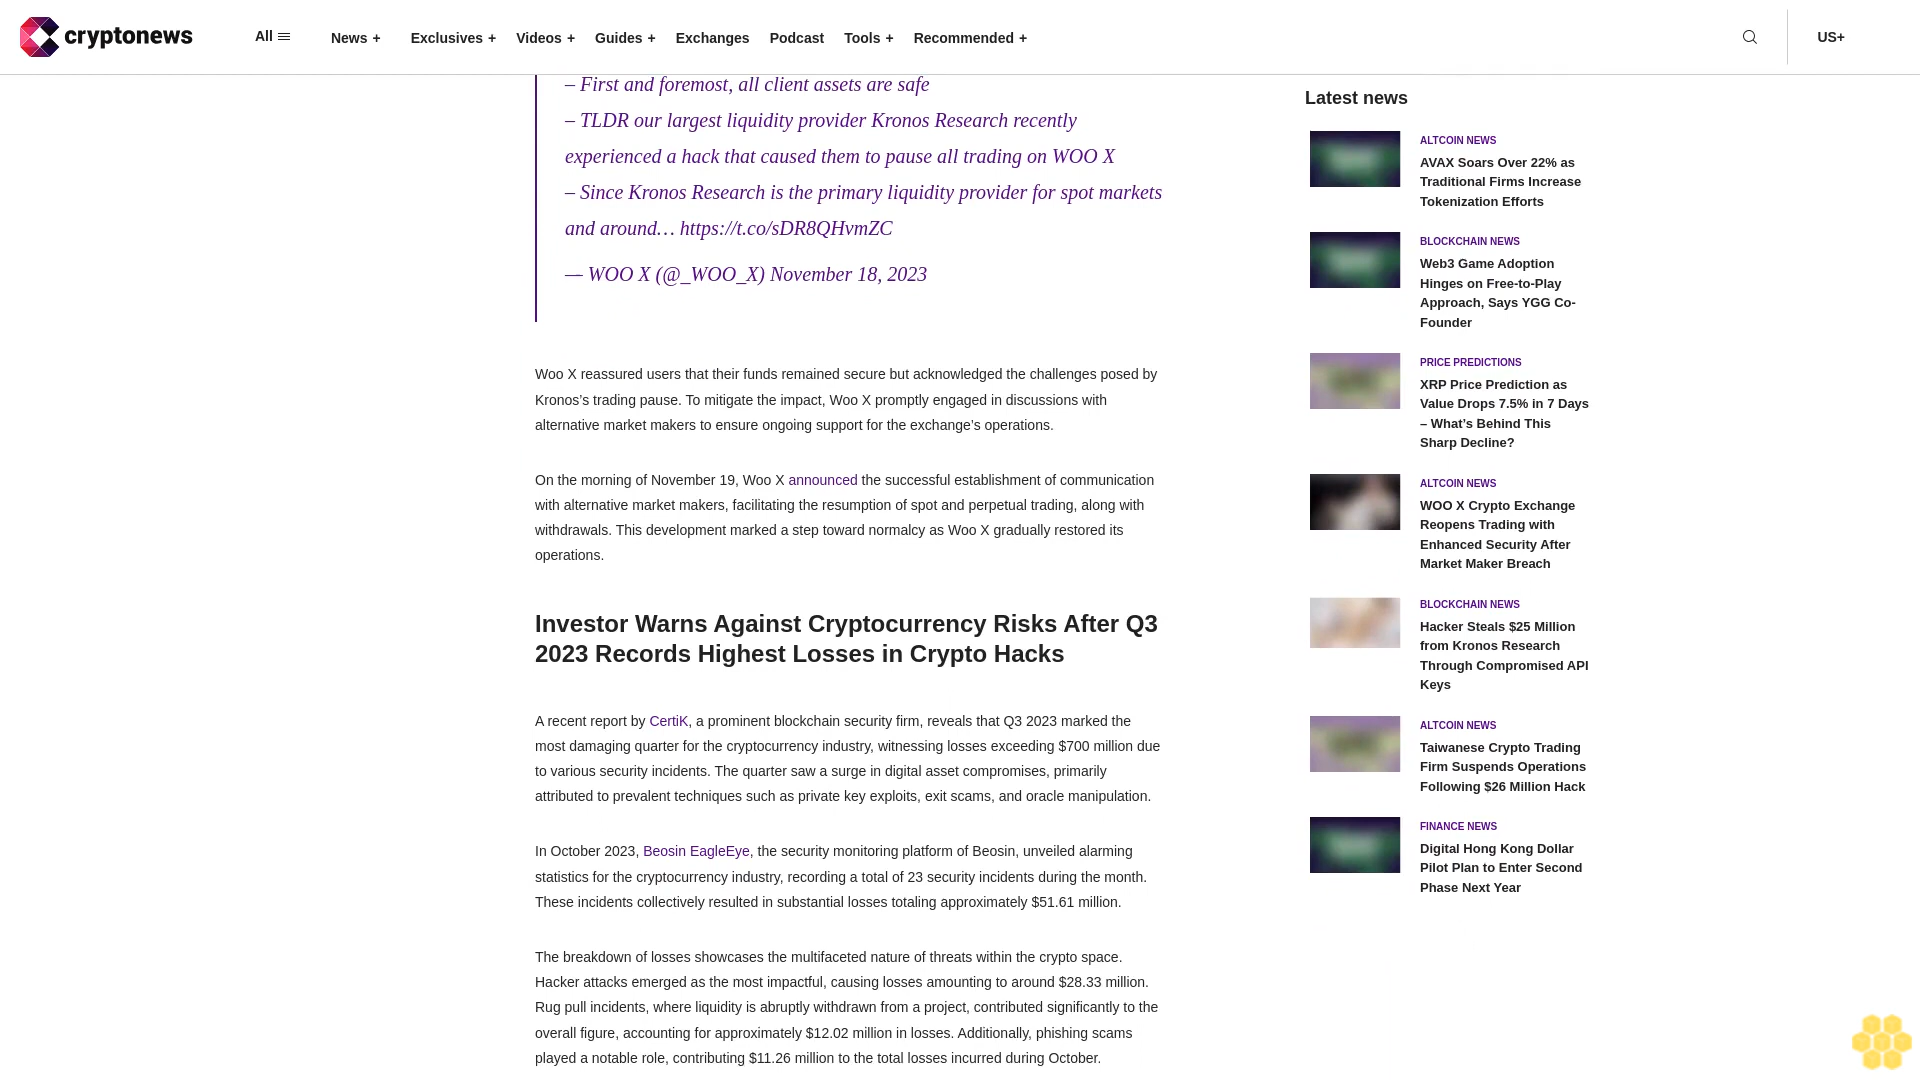 cryptonews
All
News +
Exclusives +
Videos +
Guides +
Exchanges
Podcast
Tools +
Recommended +
US+
– First and foremost, all client assets are safe
– TLDR our largest liquidity provider Kronos Research recently
experienced a hack that caused them to pause all trading on WOO X
– Since Kronos Research is the primary liquidity provider for spot markets
and around… https://t.co/sDR8QHvmZC
— WOO X (@_WOO_X) November 18, 2023
Woo X reassured users that their funds remained secure but acknowledged the challenges posed by
Kronos’s trading pause. To mitigate the impact, Woo X promptly engaged in discussions with
alternative market makers to ensure ongoing support for the exchange’s operations.
On the morning of November 19, Woo X announced the successful establishment of communication
with alternative market makers, facilitating the resumption of spot and perpetual trading, along with
withdrawals. This development marked a step toward normalcy as Woo X gradually restored its
operations.
Investor Warns Against Cryptocurrency Risks After Q3
2023 Records Highest Losses in Crypto Hacks
A recent report by CertiK, a prominent blockchain security firm, reveals that Q3 2023 marked the
most damaging quarter for the cryptocurrency industry, witnessing losses exceeding $700 million due
to various security incidents. The quarter saw a surge in digital asset compromises, primarily
attributed to prevalent techniques such as private key exploits, exit scams, and oracle manipulation.
In October 2023, Beosin EagleEye, the security monitoring platform of Beosin, unveiled alarming
statistics for the cryptocurrency industry, recording a total of 23 security incidents during the month.
These incidents collectively resulted in substantial losses totaling approximately $51.61 million.
The breakdown of losses showcases the multifaceted nature of threats within the crypto space.
Hacker attacks emerged as the most impactful, causing losses amounting to around $28.33 million.
Rug pull incidents, where liquidity is abruptly withdrawn from a project, contributed significantly to the
overall figure, accounting for approximately $12.02 million in losses. Additionally, phishing scams
played a notable role, contributing $11.26 million to the total losses incurred during October.
Latest news
ALTCOIN NEWS
AVAX Soars Over 22% as
Traditional Firms Increase
Tokenization Efforts
BLOCKCHAIN NEWS
Web3 Game Adoption
Hinges on Free-to-Play
Approach, Says YGG Co-
Founder
PRICE PREDICTIONS
XRP Price Prediction as
Value Drops 7.5% in 7 Days
– What’s Behind This
Sharp Decline?
ALTCOIN NEWS
WOO X Crypto Exchange
Reopens Trading with
Enhanced Security After
Market Maker Breach
BLOCKCHAIN NEWS
Hacker Steals $25 Million
from Kronos Research
Through Compromised API
Keys
ALTCOIN NEWS
Taiwanese Crypto Trading
Firm Suspends Operations
Following $26 Million Hack
FINANCE NEWS
Digital Hong Kong Dollar
Pilot Plan to Enter Second
Phase Next Year